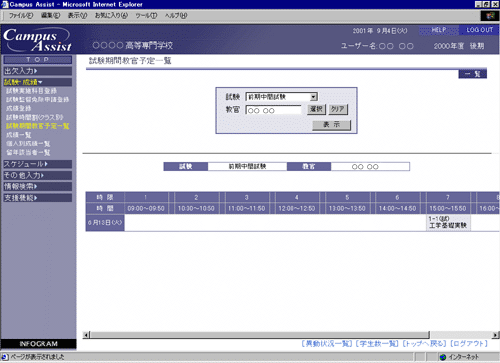 Campus Assist - Microsoft Internet Explorer
ファイル(F) 編集(E) 表示(V) お気に入り(A) ツール(T) ヘルプ(H)
Campus Assist
2001年 9月4日(火) HELP LOG OUT
○○○○高等専門学校 ユーザー名:○○ ○○ 2000年度 後期
TOP
出欠入力
試験・成績
試験実施科目登録
試験監督免除申請登録
成績登録
試験時間割(クラス別)
試験期間教官予定一覧
成績一覧
個人別成績一覧
留年該当者一覧
スケジュール
その他入力
情報検索
支援機能
INFOGRAM
試験期間教官予定一覧
一覧
試験 前期中間試験
教官 ○○ ○○ 選択 クリア
表示
試験 前期中間試験 教官 ○○ ○○
時限 1 2 3 4 5 6 7 8
時間 09:00～09:50 10:00～10:50 11:00～11:50 12:00～12:50 13:00～13:50 14:00～14:50 15:00～15:50 16:00～
6月13日(火) 1-1(試)
工学基礎実験
[異動状況一覧] [学生数一覧] [トップへ戻る] [ログアウト]
ページが表示されました インターネット